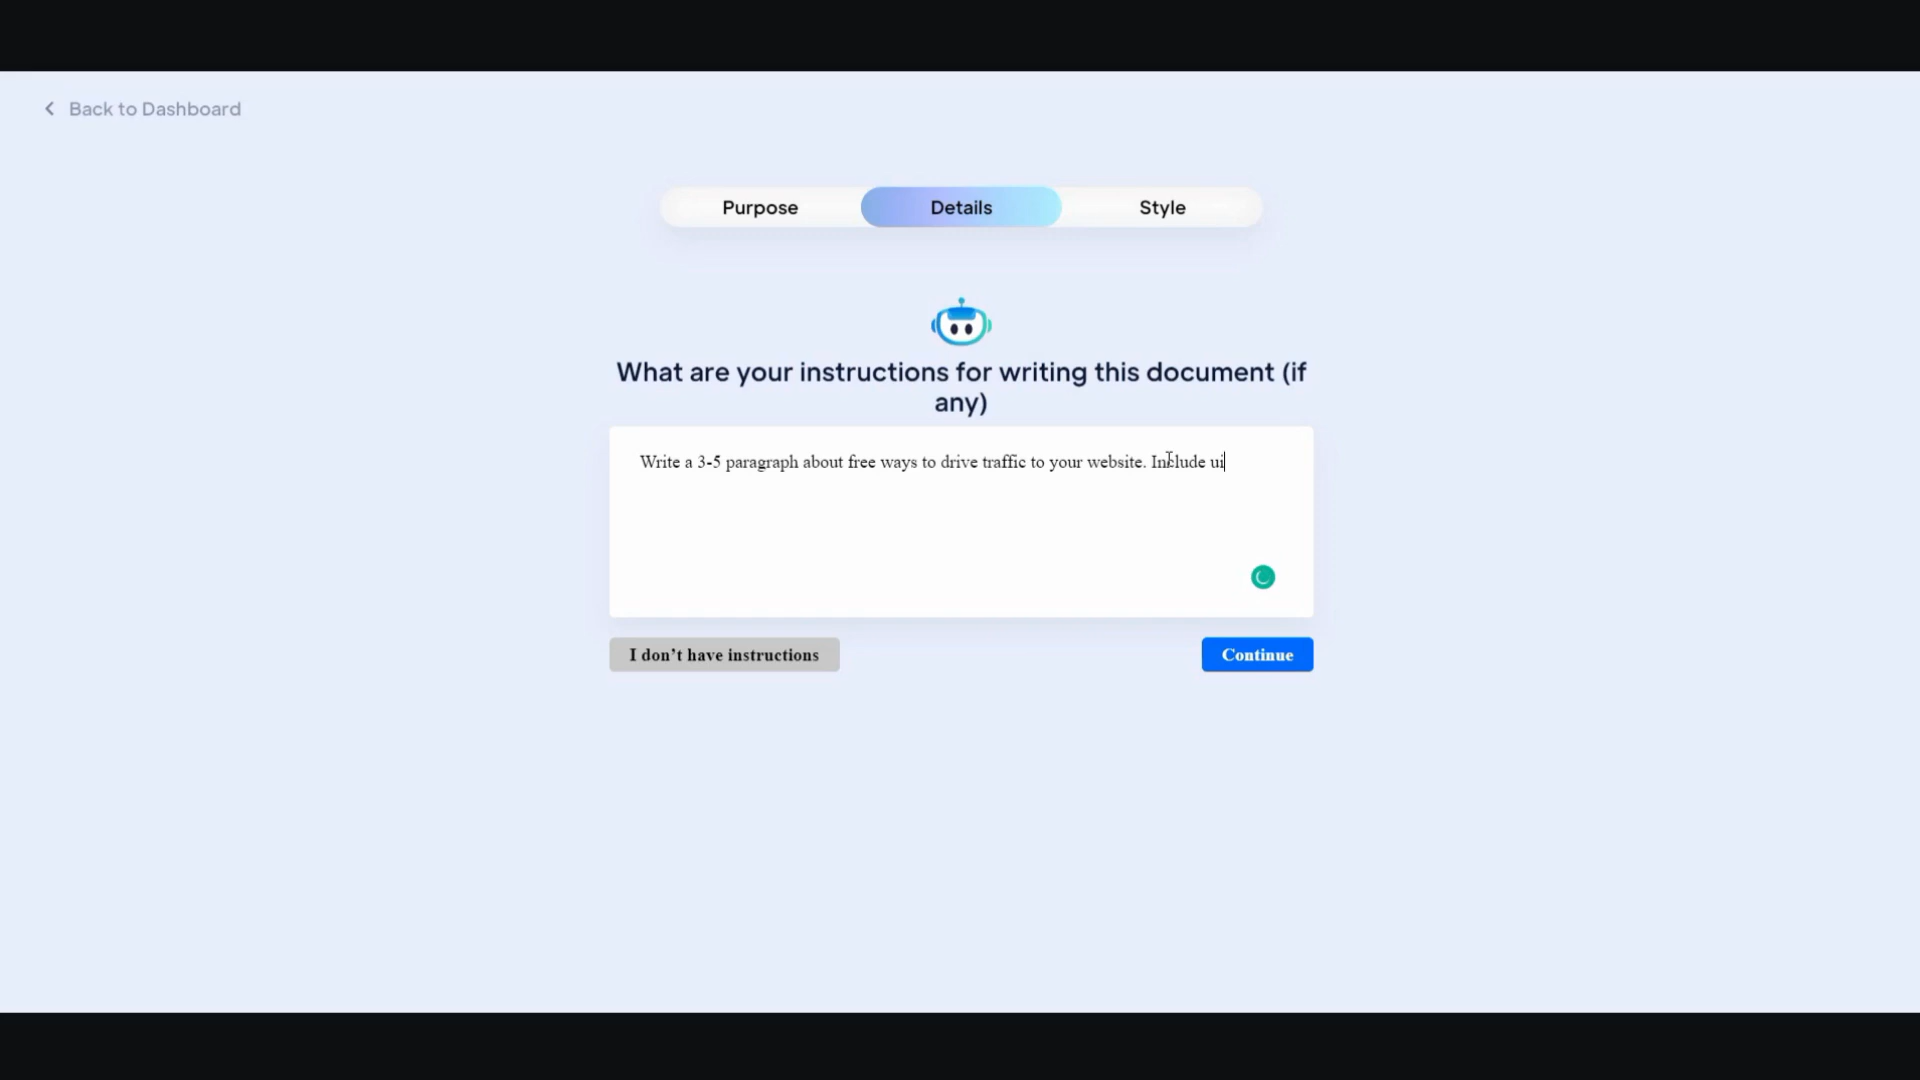 Back to Dashboard
Purpose
Details
Style
What are your instructions for writing this document (if
any)
Write a 3-5 paragraph about free ways to drive traffic to your website. Include ui
I don’t have instructions
Continue